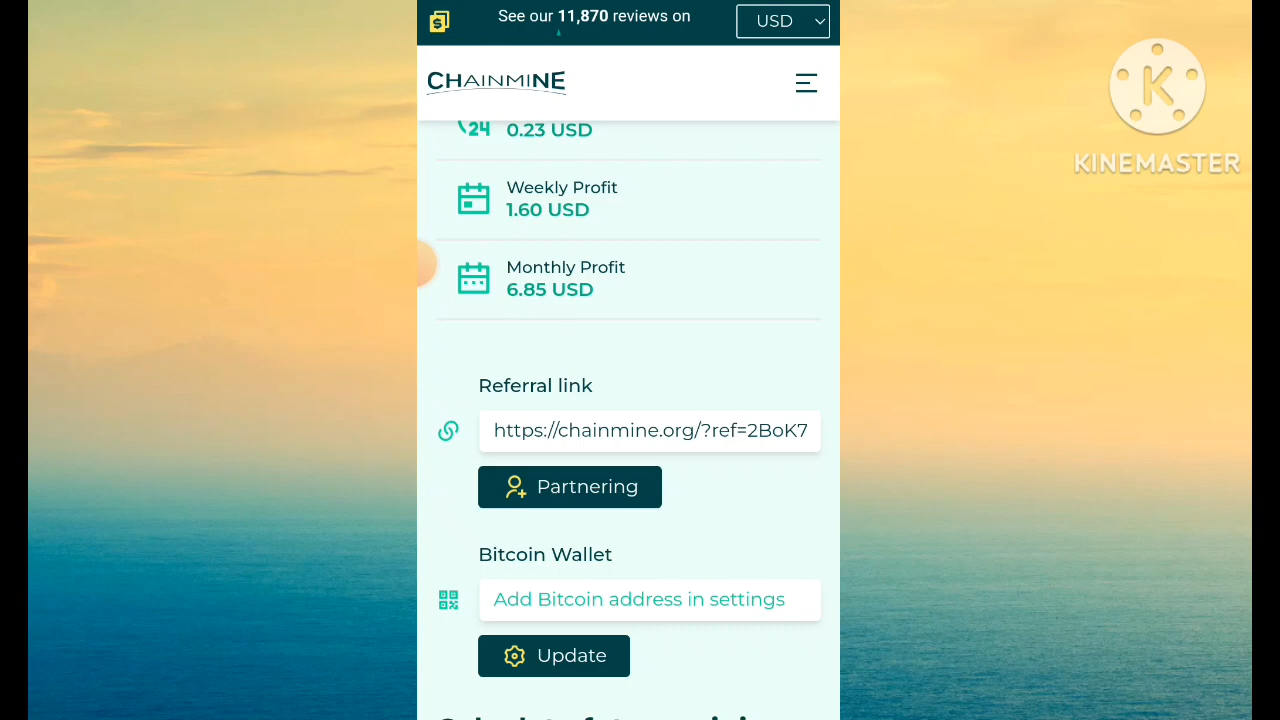 See our 11,870 reviews on
USD
CHAINMINE
24
0.23 USD
Weekly Profit
1.60 USD
Monthly Profit
6.85 USD
Referral link
https://chainmine.org/?ref=2BoK7
Partnering
Bitcoin Wallet
Add Bitcoin address in settings
Update
K
KINEMASTER